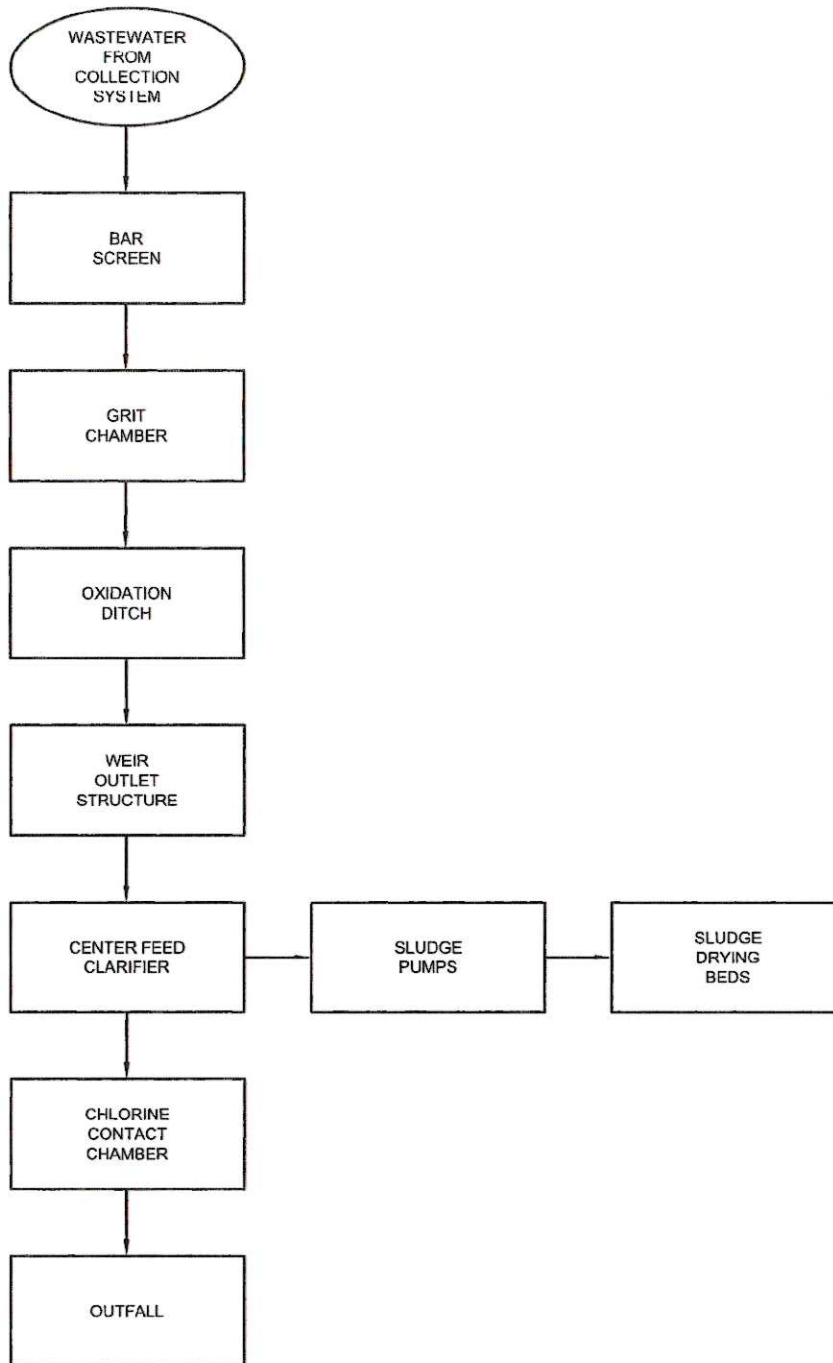 WASTEWATER
FROM
COLLECTION
SYSTEM
BAR
SCREEN
GRIT
CHAMBER
OXIDATION
DITCH
WEIR
OUTLET
STRUCTURE
CENTER FEED
CLARIFIER
SLUDGE
PUMPS
SLUDGE
DRYING
BEDS
CHLORINE
CONTACT
CHAMBER
OUTFALL